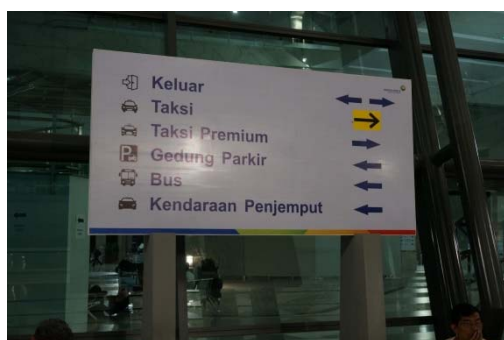 Keluar
Taksi
Taksi Premium
Gedung Parkir
Bus
Kendaraan Penjemput